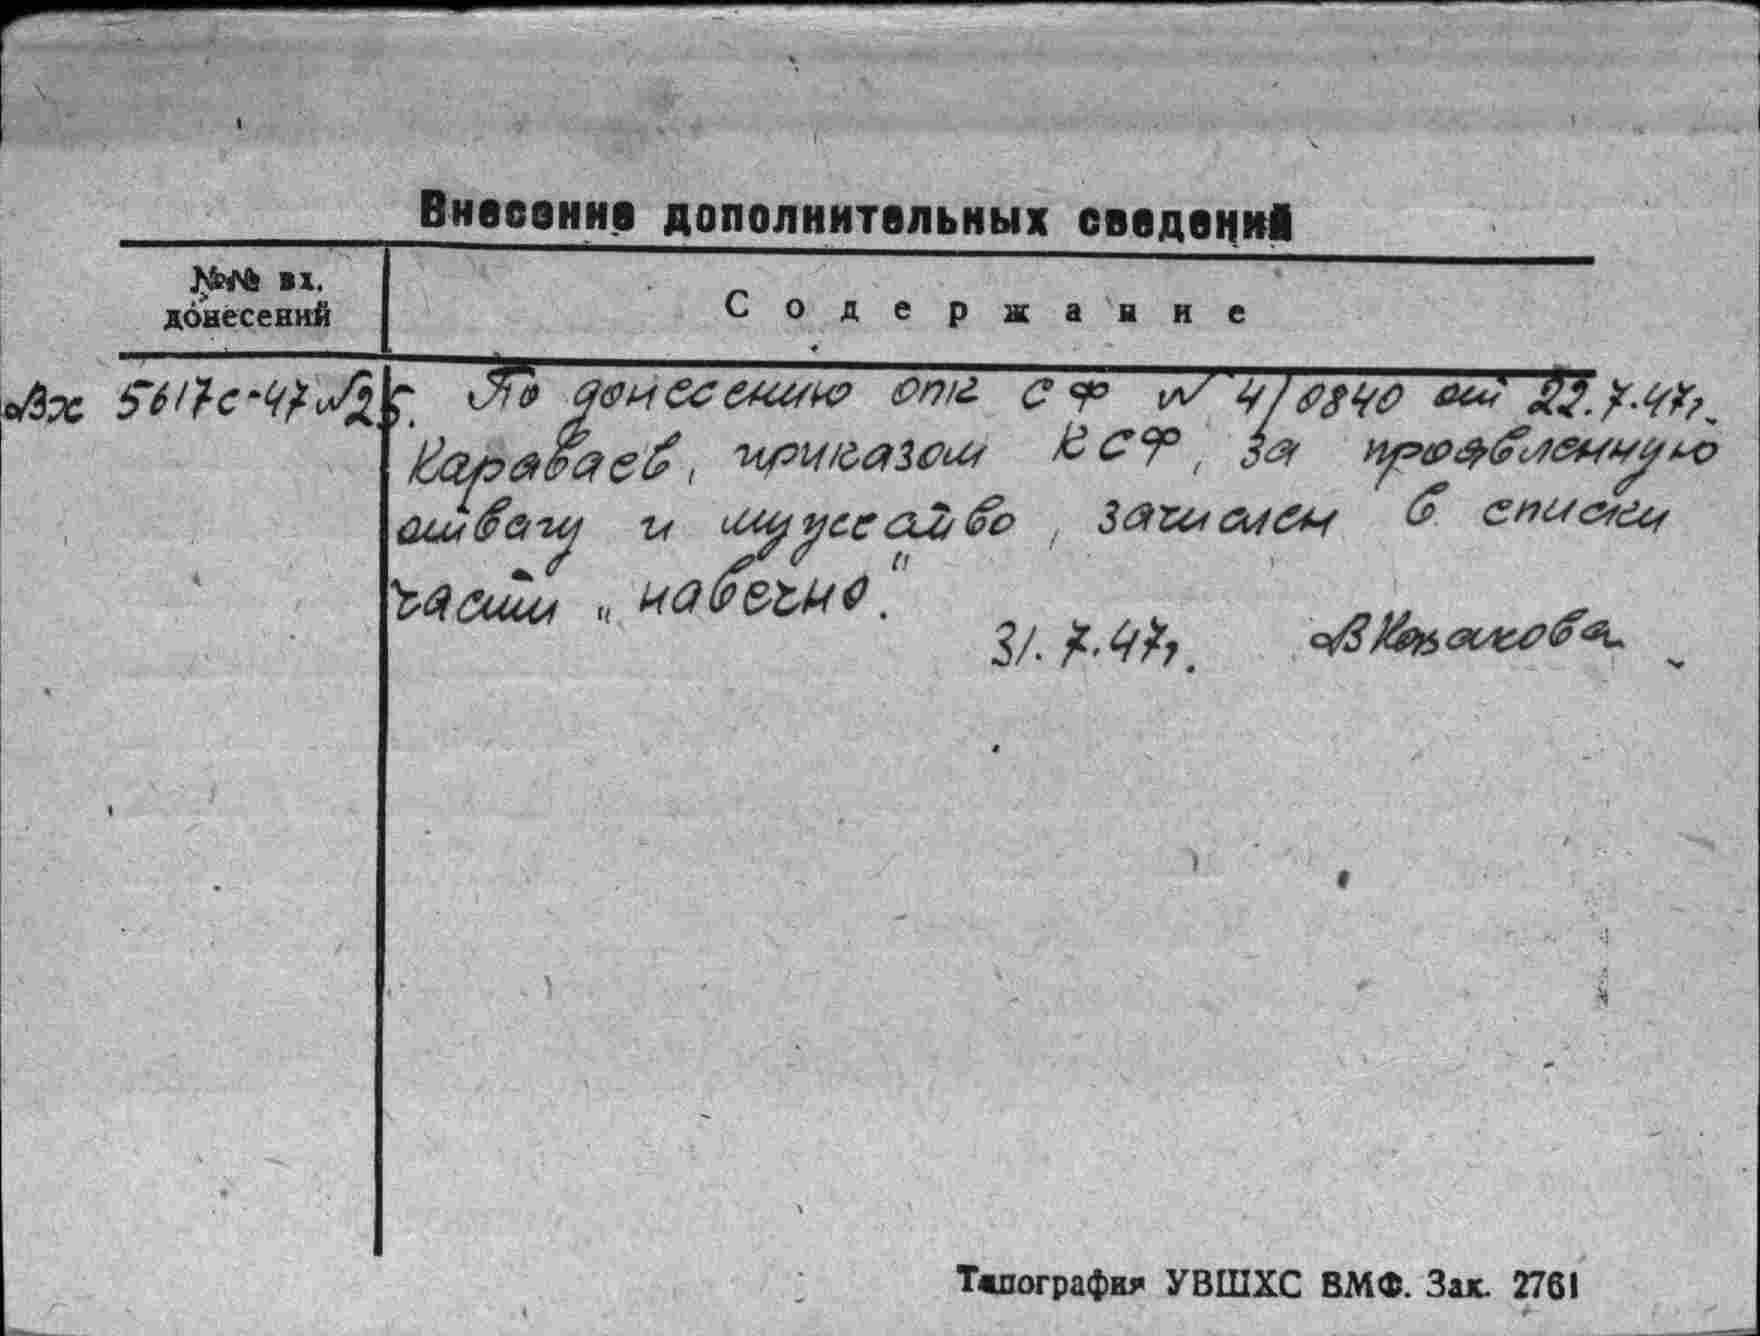 Внесение дополнительных сведений
№№ вх.
донесений
Содержание
Вх 5617с-47 №25. По донесению опк СФ № 4/0840 от 22.7.47г.
Караваев, приказом КСФ, за проявленную
отвагу и мужество, зачислен в списки
части „навечно".
31.7.47г. ВКазакова
Типография УВШХС ВМФ. Зак. 2761